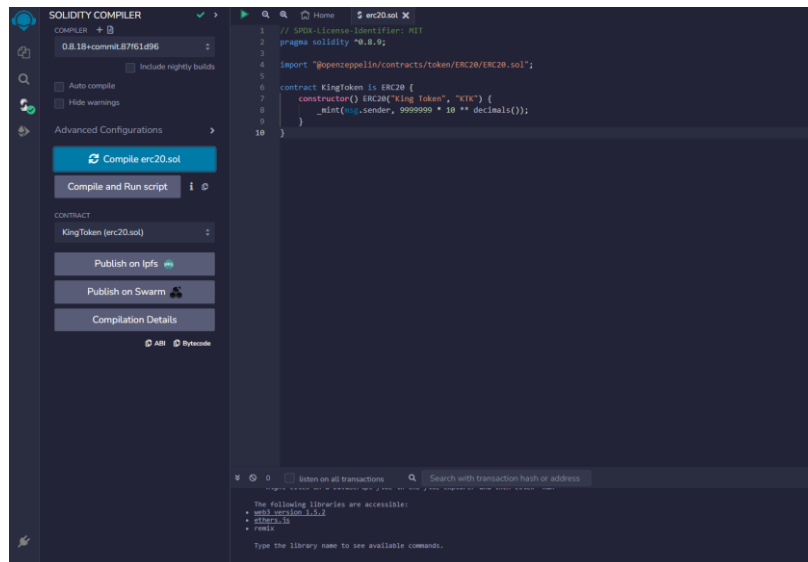 SOLIDITY COMPILER
COMPILER
0.8.18+commit.87f61d96
Include nightly builds
Auto compile
Hide warnings
Advanced Configurations
Compile erc20.sol
Compile and Run script
CONTRACT
KingToken (erc20.sol)
Publish on Ipfs
Publish on Swarm
Compilation Details
ABI Bytecode
Home erc20.sol
1 // SPDX-License-Identifier: MIT
2 pragma solidity ^0.8.9;
3
4 import "@openzeppelin/contracts/token/ERC20/ERC20.sol";
5
6 contract KingToken is ERC20 {
7 constructor() ERC20("King Token", "KTK") {
8 _mint(msg.sender, 9999999 * 10 ** decimals());
9 }
10 }
0 listen on all transactions Search with transaction hash or address
The following libraries are accessible:
web3 version 1.5.2
ethers.js
remix
Type the library name to see available commands.